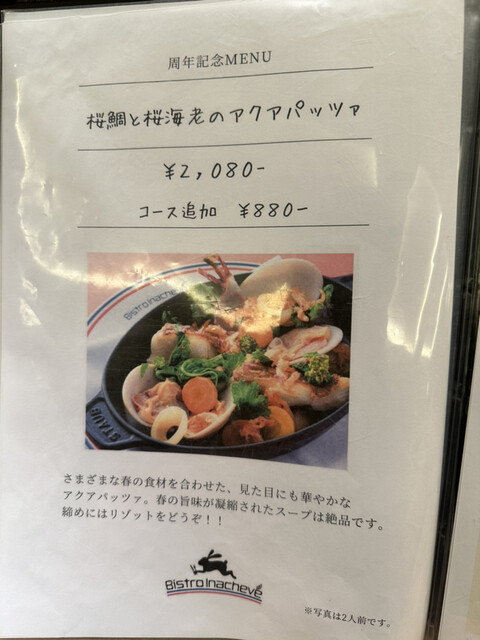 周年記念MENU
桜鯛と桜海老のアクアパッツァ
¥2,080-
コース追加 ¥880-
Bistro Inacheve
STAUB
さまざまな春の食材を合わせた、見た目にも華やかな
アクアパッツァ。春の旨味が凝縮されたスープは絶品です。
締めにはリゾットをどうぞ！！
Bistro Inachevé
※写真は2人前です。